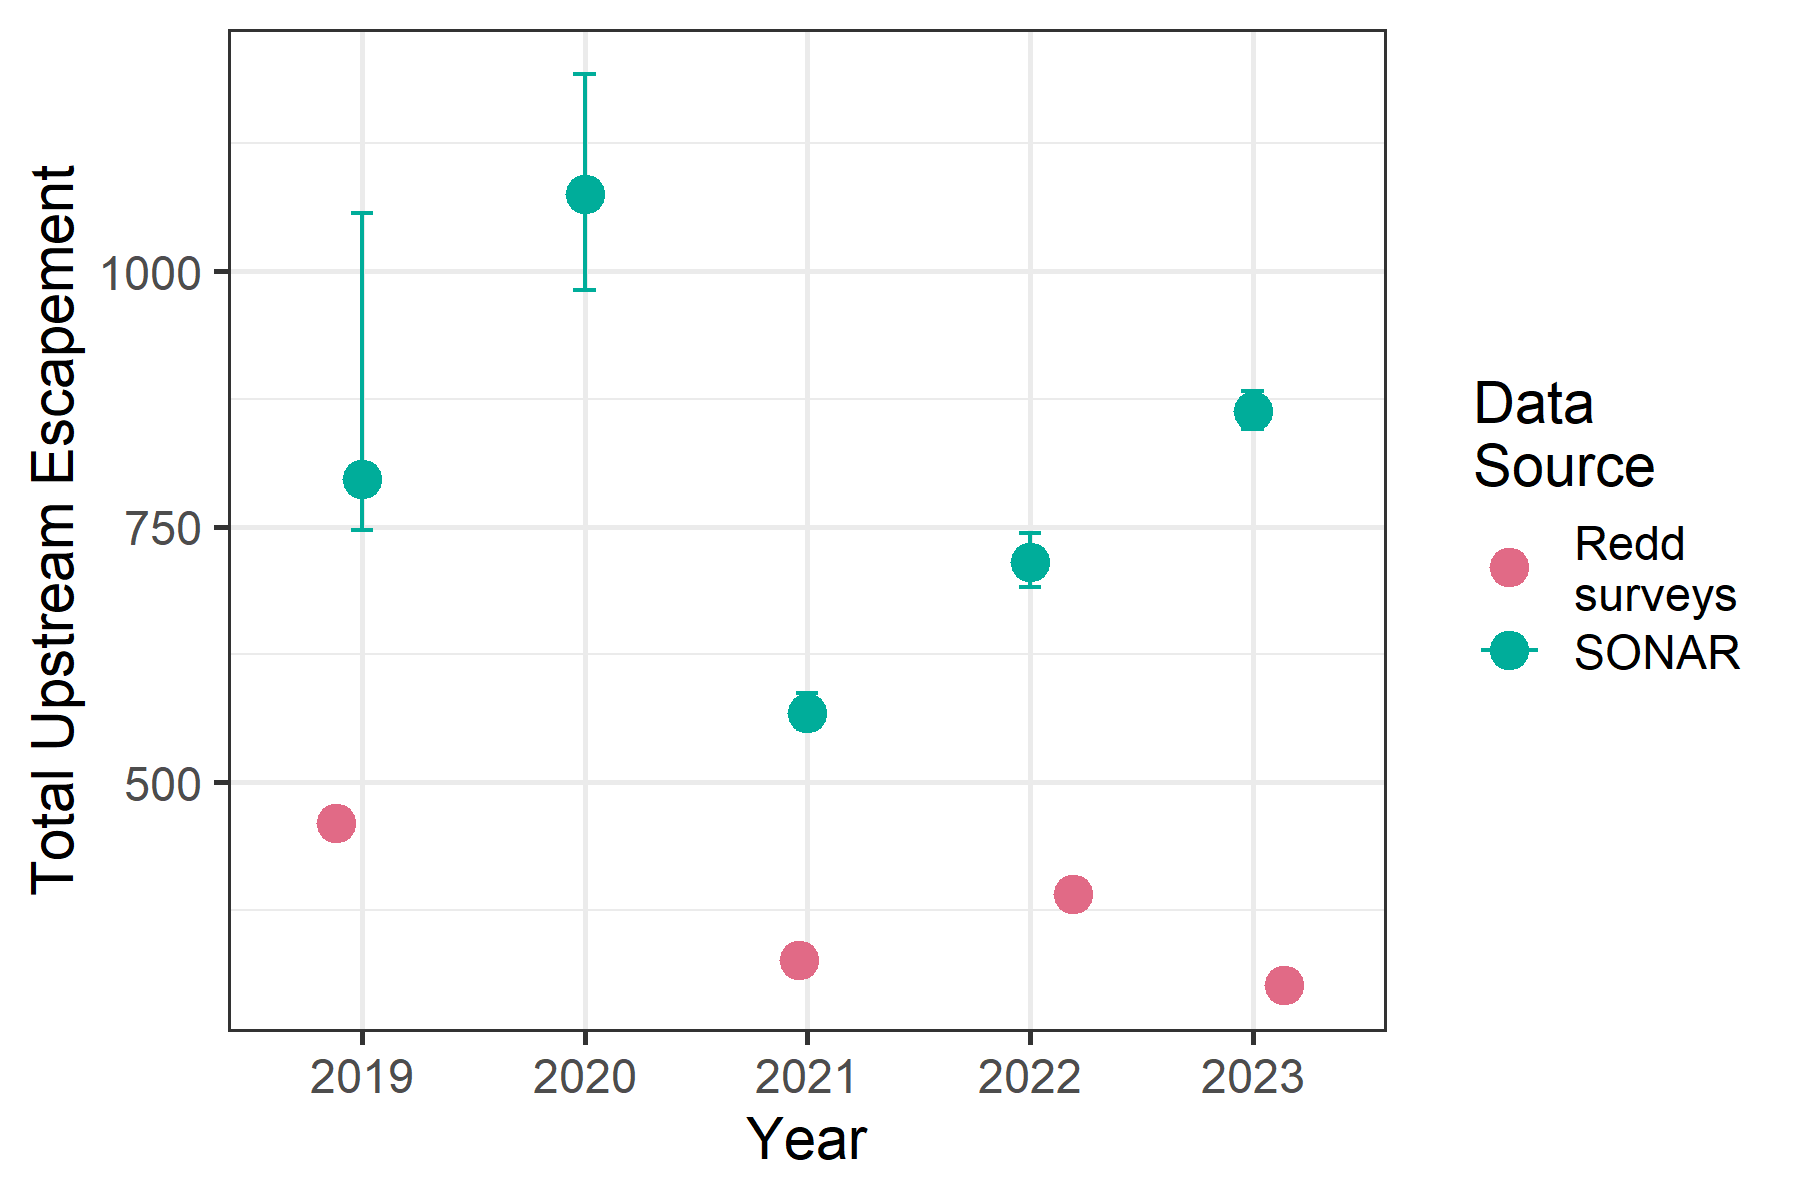 Total Upstream Escapement
1000
750
500
2019 2020 2021 2022 2023
Year
Data
Source
Redd
surveys
SONAR